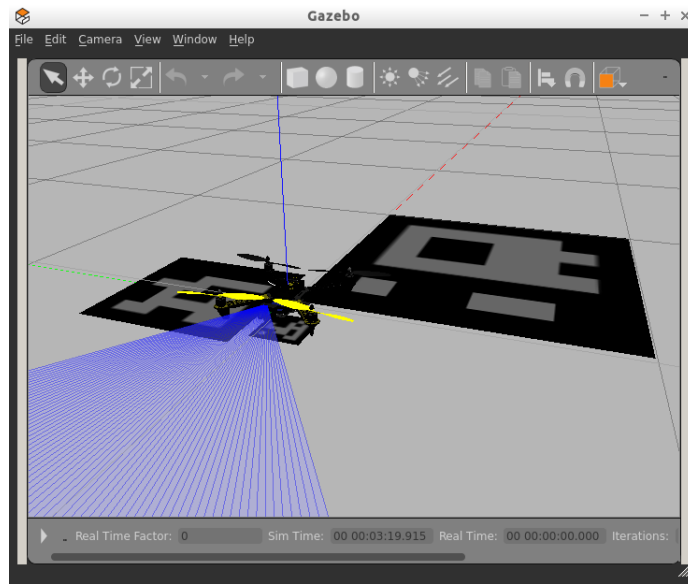 Gazebo
File Edit Camera View Window Help
Real Time Factor: 0 Sim Time: 00 00:03:19.915 Real Time: 00 00:00:00.000 Iterations: